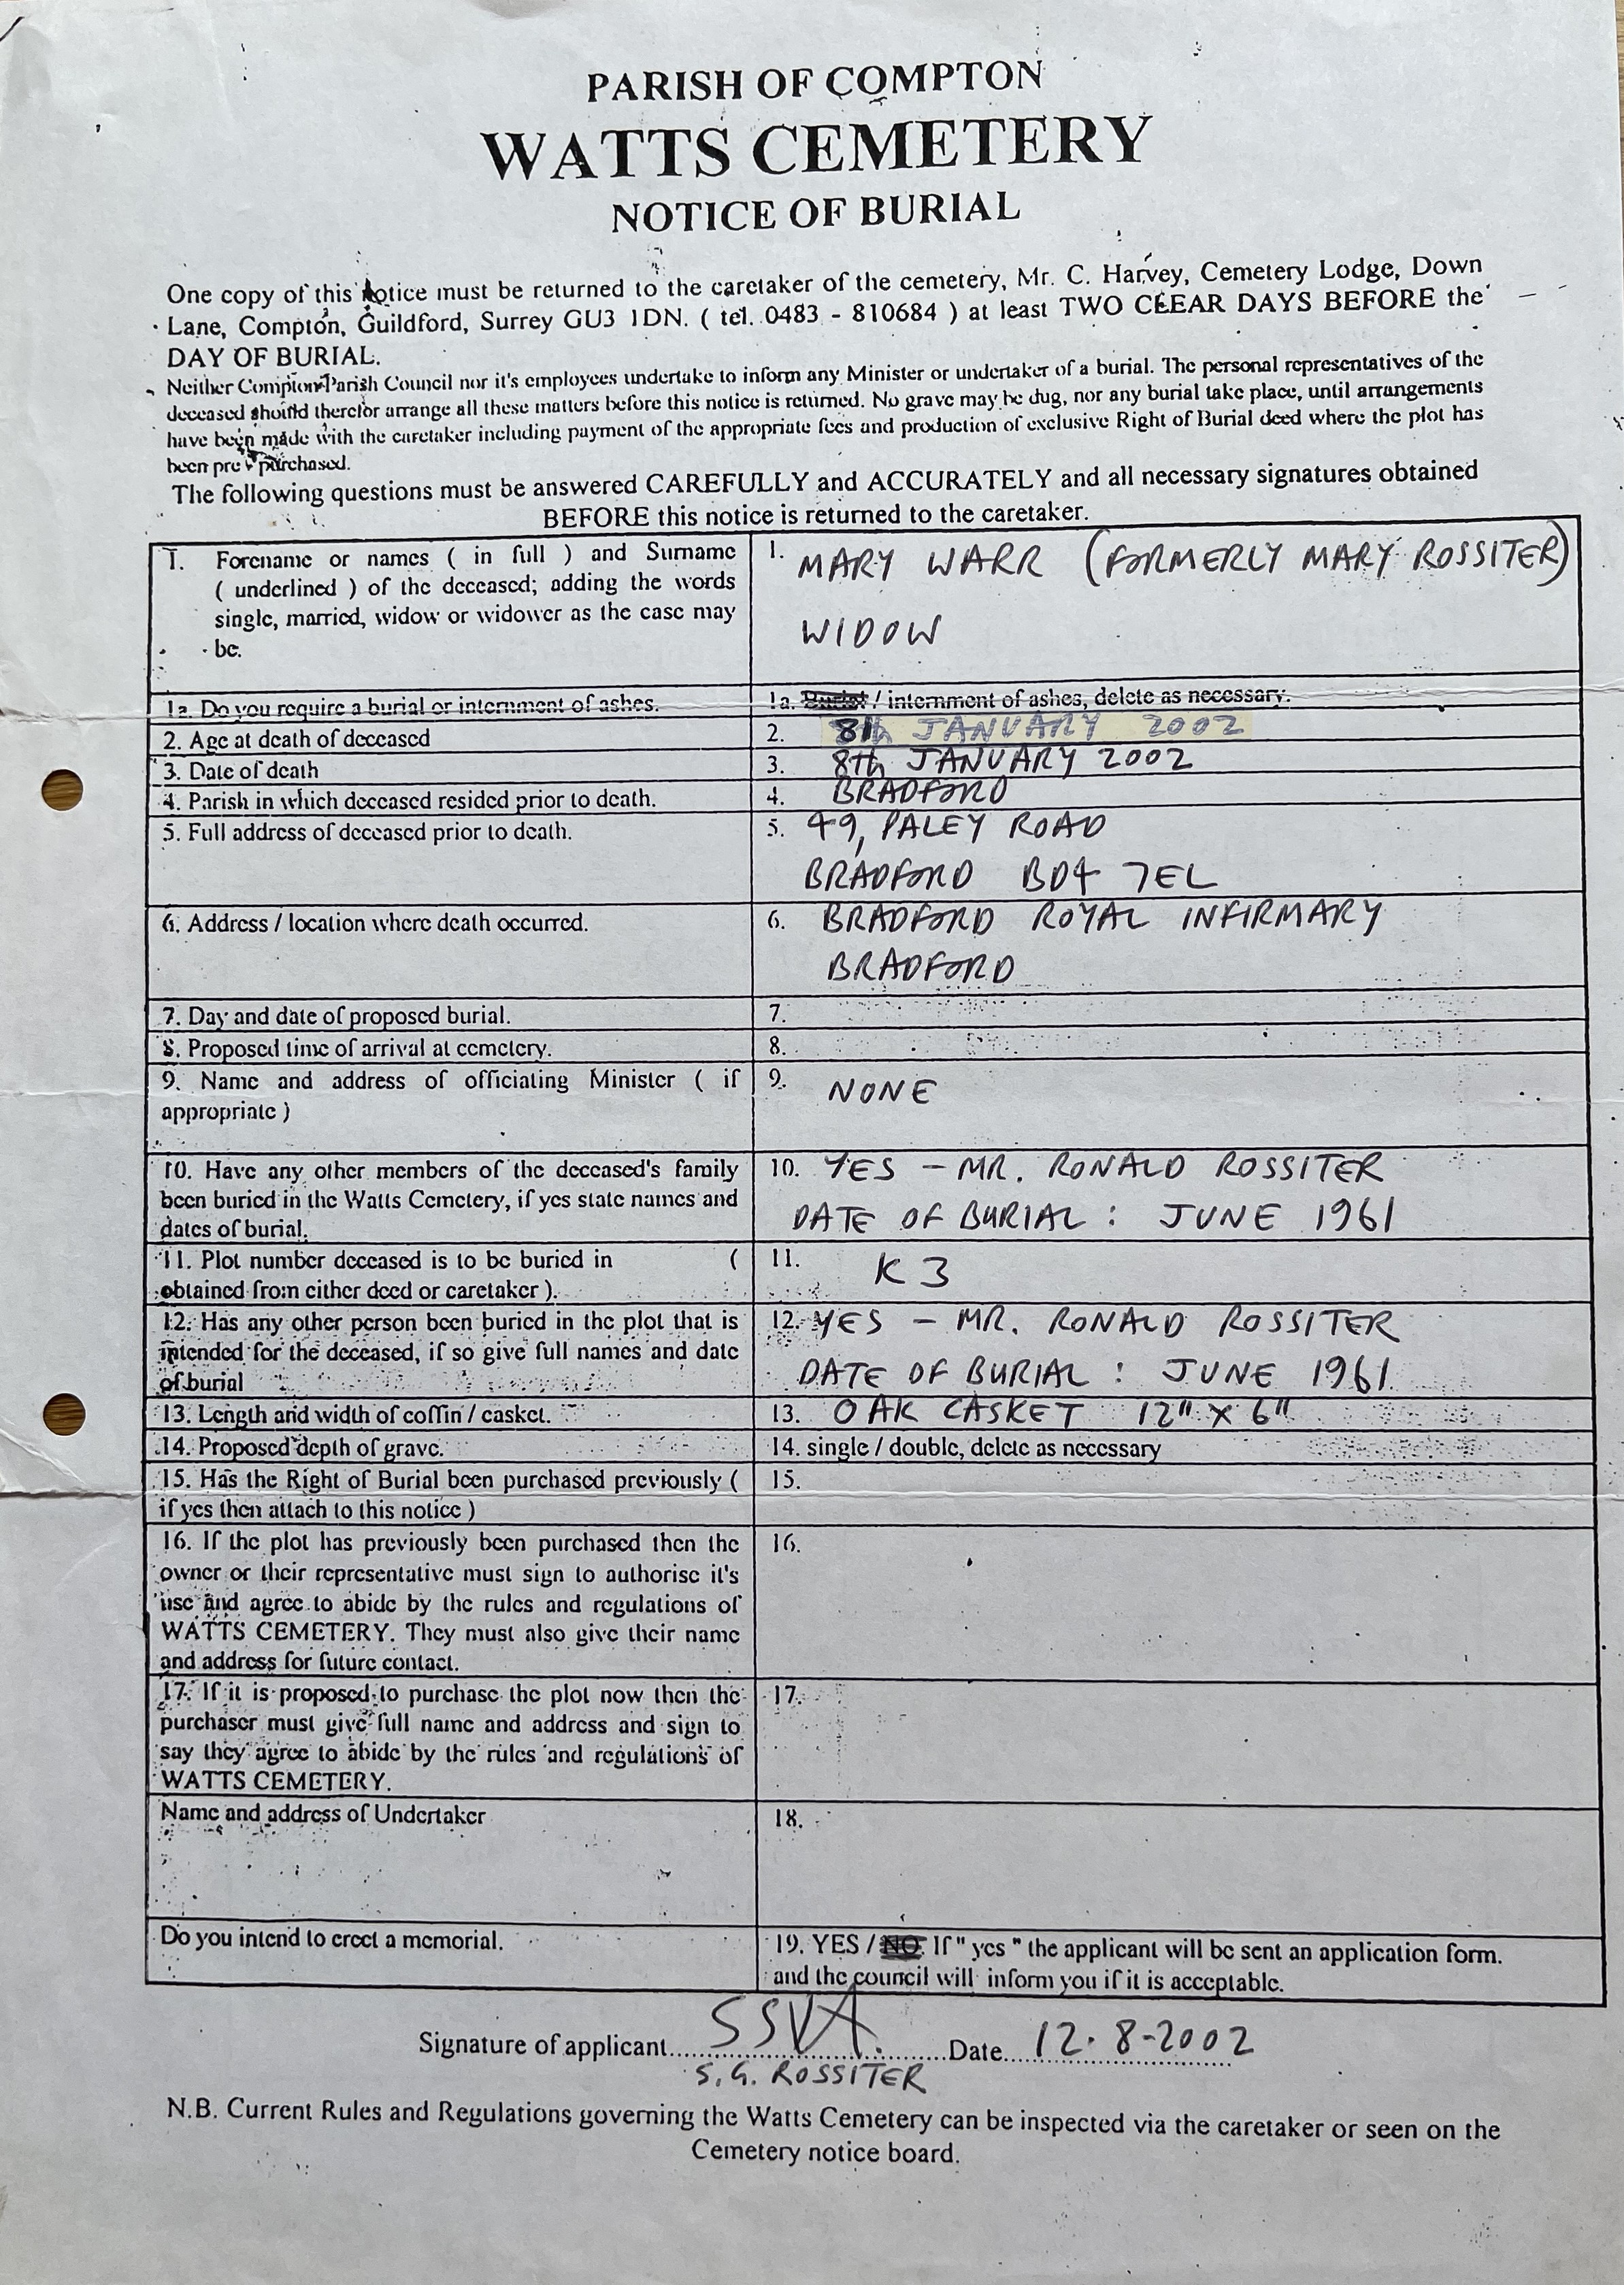 PARISH OF COMPTON
WATTS CEMETERY
NOTICE OF BURIAL
One copy of this notice must be returned to the caretaker of the cemetery, Mr. C. Harvey, Cemetery Lodge, Down
Lane, Compton, Guildford, Surrey GU3 1DN. ( tel. 0483 - 810684 ) at least TWO CLEAR DAYS BEFORE the
DAY OF BURIAL.
Neither Compton Parish Council nor it's employees undertake to inform any Minister or undertaker of a burial. The personal representatives of the
deceased should therefor arrange all these matters before this notice is returned. No grave may be dug, nor any burial take place, until arrangements
have been made with the caretaker including payment of the appropriate fees and production of exclusive Right of Burial deed where the plot has
been pre purchased.
The following questions must be answered CAREFULLY and ACCURATELY and all necessary signatures obtained
BEFORE this notice is returned to the caretaker.
1. Forename or names ( in full ) and Surname
( underlined ) of the deceased; adding the words
single, married, widow or widower as the case may
be.
1. MARY WARR (FORMERLY MARY ROSSITER)
WIDOW
1a. Do you require a burial or internment of ashes.
1a. Burial / internment of ashes, delete as necessary.
2. Age at death of deceased
2. 81 JANUARY 2002
3. Date of death
3. 8th JANUARY 2002
4. Parish in which deceased resided prior to death.
4. BRADFORD
5. Full address of deceased prior to death.
5. 49, PALEY ROAD
BRADFORD BD4 7EL
6. Address / location where death occurred.
6. BRADFORD ROYAL INFIRMARY
BRADFORD
7. Day and date of proposed burial.
7.
8. Proposed time of arrival at cemetery.
8.
9. Name and address of officiating Minister ( if
appropriate )
9. NONE
10. Have any other members of the deceased's family
been buried in the Watts Cemetery, if yes state names and
dates of burial.
10. YES - MR. RONALD ROSSITER
DATE OF BURIAL : JUNE 1961
11. Plot number deceased is to be buried in (
obtained from either deed or caretaker ).
11. K3
12. Has any other person been buried in the plot that is
intended for the deceased, if so give full names and date
of burial
12. YES - MR. RONALD ROSSITER
DATE OF BURIAL : JUNE 1961
13. Length and width of coffin / casket.
13. OAK CASKET 12" X 6"
14. Proposed depth of grave.
14. single / double, delete as necessary
15. Has the Right of Burial been purchased previously (
if yes then attach to this notice )
15.
16. If the plot has previously been purchased then the
owner or their representative must sign to authorise it's
use and agree to abide by the rules and regulations of
WATTS CEMETERY. They must also give their name
and address for future contact.
16.
17. If it is proposed to purchase the plot now then the
purchaser must give full name and address and sign to
say they agree to abide by the rules and regulations of
WATTS CEMETERY.
17.
Name and address of Undertaker
18.
Do you intend to erect a memorial.
19. YES / NO. If " yes " the applicant will be sent an application form.
and the council will inform you if it is acceptable.
Signature of applicant.................Date.... 12.8-2002
S. G. ROSSITER
N.B. Current Rules and Regulations governing the Watts Cemetery can be inspected via the caretaker or seen on the
Cemetery notice board.